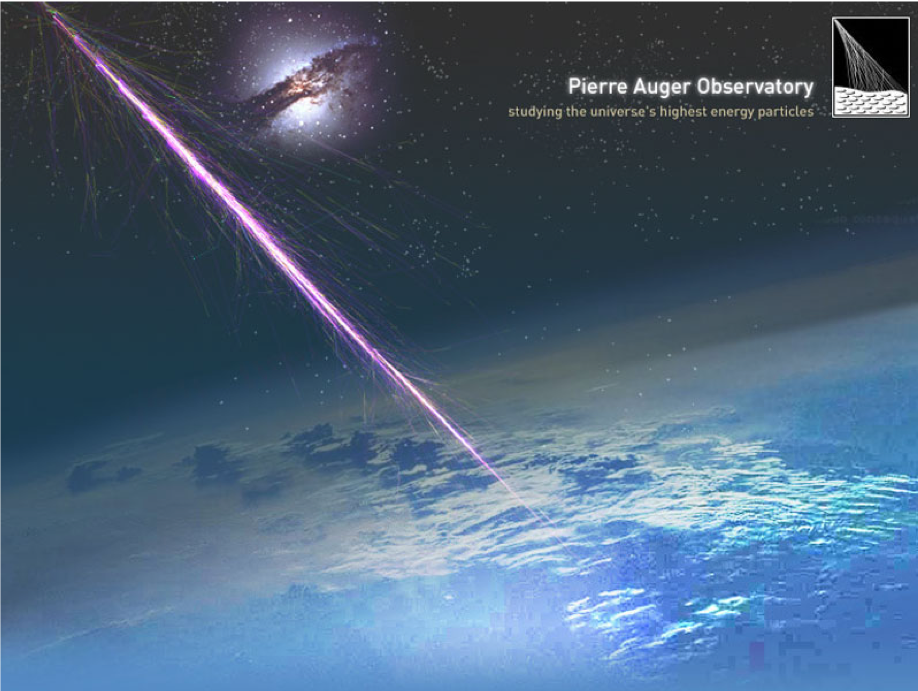 Pierre Auger Observatory
studying the universe's highest energy particles